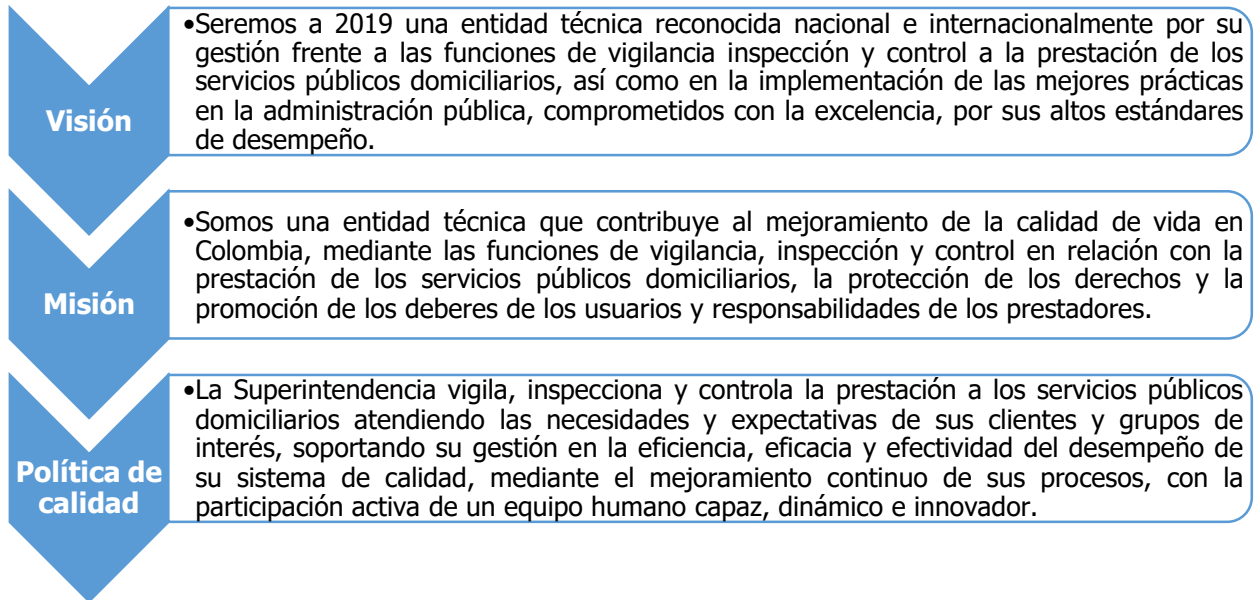 •Seremos a 2019 una entidad técnica reconocida nacional e internacionalmente por su
gestión frente a las funciones de vigilancia inspección y control a la prestación de los
servicios públicos domiciliarios, así como en la implementación de las mejores prácticas
en la administración pública, comprometidos con la excelencia, por sus altos estándares
de desempeño.
Visión
•Somos una entidad técnica que contribuye al mejoramiento de la calidad de vida en
Colombia, mediante las funciones de vigilancia, inspección y control en relación con la
prestación de los servicios públicos domiciliarios, la protección de los derechos y la
promoción de los deberes de los usuarios y responsabilidades de los prestadores.
Misión
•La Superintendencia vigila, inspecciona y controla la prestación a los servicios públicos
domiciliarios atendiendo las necesidades y expectativas de sus clientes y grupos de
interés, soportando su gestión en la eficiencia, eficacia y efectividad del desempeño de
su sistema de calidad, mediante el mejoramiento continuo de sus procesos, con la
participación activa de un equipo humano capaz, dinámico e innovador.
Política de
calidad